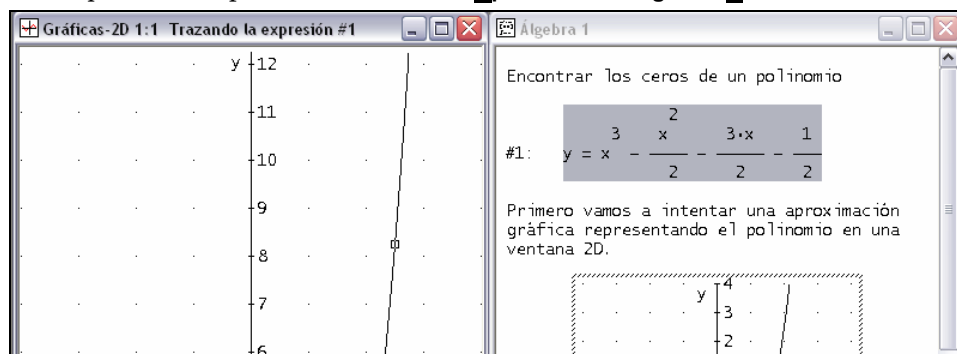 Gráficas-2D 1:1 Trazando la expresión #1
y
12
11
10
9
8
7
6
Álgebra 1
Encontrar los ceros de un polinomio
#1: y = x^3 - x^2/2 - 3·x/2 - 1/2
Primero vamos a intentar una aproximación
gráfica representando el polinomio en una
ventana 2D.
y
4
3
2